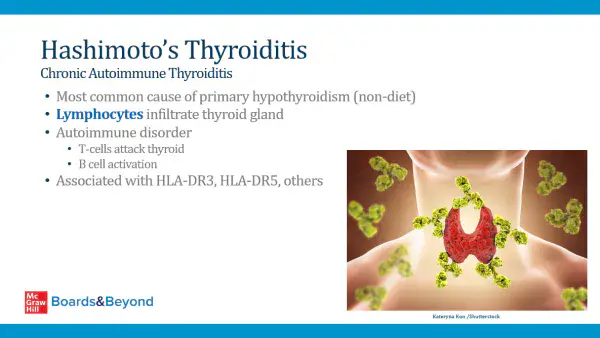 Hashimoto's Thyroiditis
Chronic Autoimmune Thyroiditis
• Most common cause of primary hypothyroidism (non-diet)
• Lymphocytes infiltrate thyroid gland
• Autoimmune disorder
• T-cells attack thyroid
• B cell activation
• Associated with HLA-DR3, HLA-DR5, others
Mc
Graw
Hill
Boards&Beyond
Kateryna Kon /Shutterstock